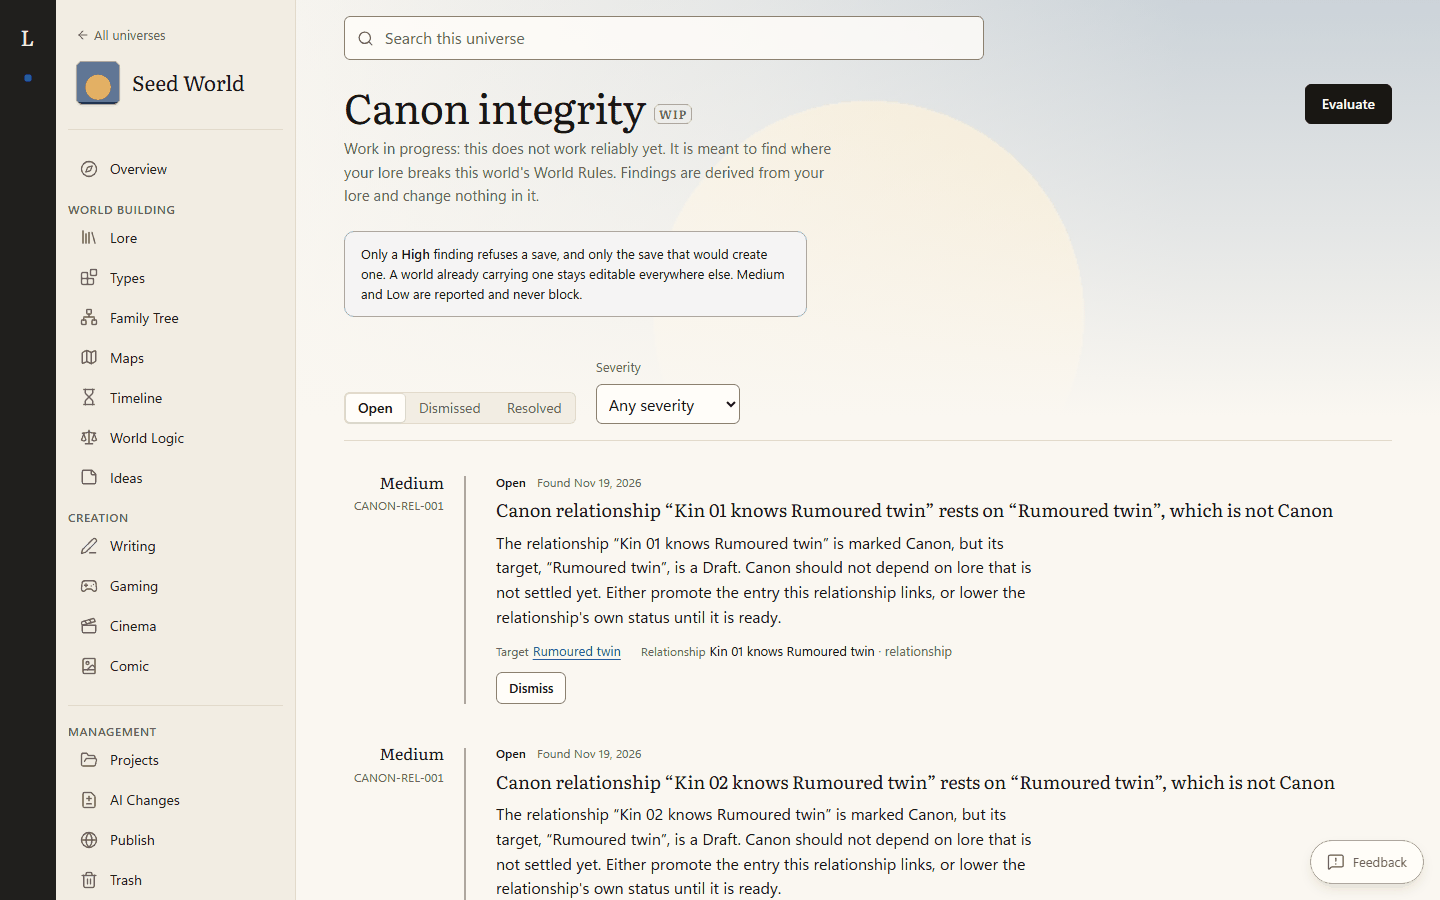 L
All universes
Seed World
Overview
WORLD BUILDING
Lore
Types
Family Tree
Maps
Timeline
World Logic
Ideas
CREATION
Writing
Gaming
Cinema
Comic
MANAGEMENT
Projects
AI Changes
Publish
Trash
Search this universe
Canon integrity WIP
Evaluate
Work in progress: this does not work reliably yet. It is meant to find where
your lore breaks this world's World Rules. Findings are derived from your
lore and change nothing in it.
Only a High finding refuses a save, and only the save that would create
one. A world already carrying one stays editable everywhere else. Medium
and Low are reported and never block.
Severity
Open Dismissed Resolved Any severity
Medium
CANON-REL-001
Open Found Nov 19, 2026
Canon relationship “Kin 01 knows Rumoured twin” rests on “Rumoured twin”, which is not Canon
The relationship “Kin 01 knows Rumoured twin” is marked Canon, but its
target, “Rumoured twin”, is a Draft. Canon should not depend on lore that is
not settled yet. Either promote the entry this relationship links, or lower the
relationship's own status until it is ready.
Target Rumoured twin Relationship Kin 01 knows Rumoured twin · relationship
Dismiss
Medium
CANON-REL-001
Open Found Nov 19, 2026
Canon relationship “Kin 02 knows Rumoured twin” rests on “Rumoured twin”, which is not Canon
The relationship “Kin 02 knows Rumoured twin” is marked Canon, but its
target, “Rumoured twin”, is a Draft. Canon should not depend on lore that is
not settled yet. Either promote the entry this relationship links, or lower the
relationship's own status until it is ready.
Feedback